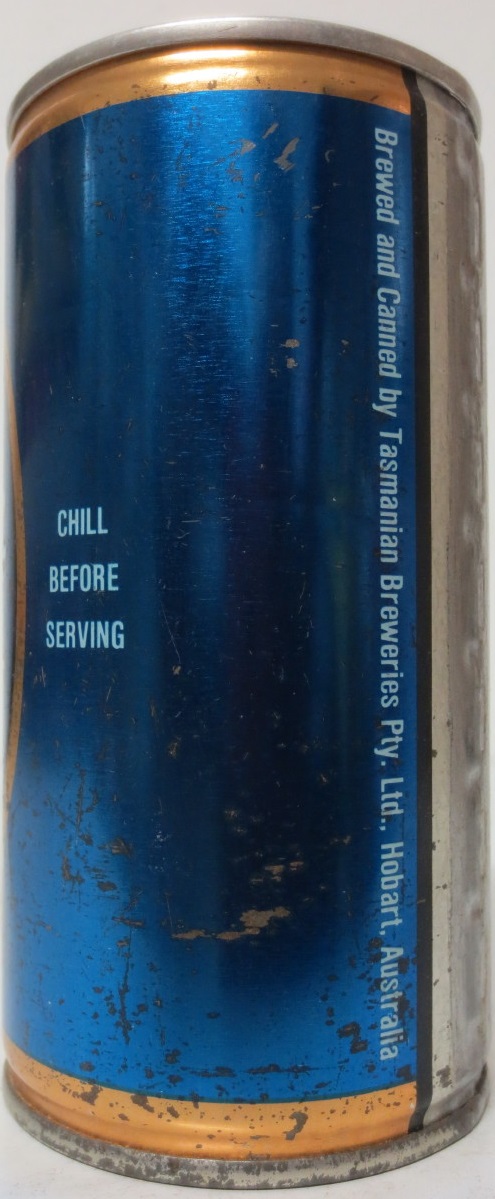 CHILL
BEFORE
SERVING
Brewed and Canned by Tasmanian Breweries Pty. Ltd., Hobart, Australia